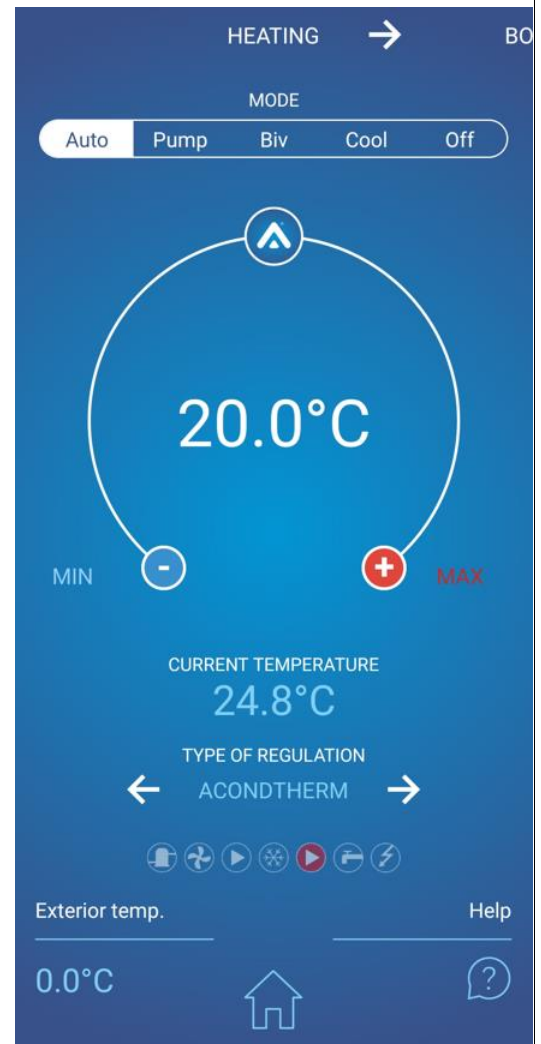 HEATING → BO
MODE
Auto Pump Biv Cool Off
20.0°C
MIN - + MAX
CURRENT TEMPERATURE
24.8°C
TYPE OF REGULATION
← ACONDTHERM →
Exterior temp. Help
0.0°C ?